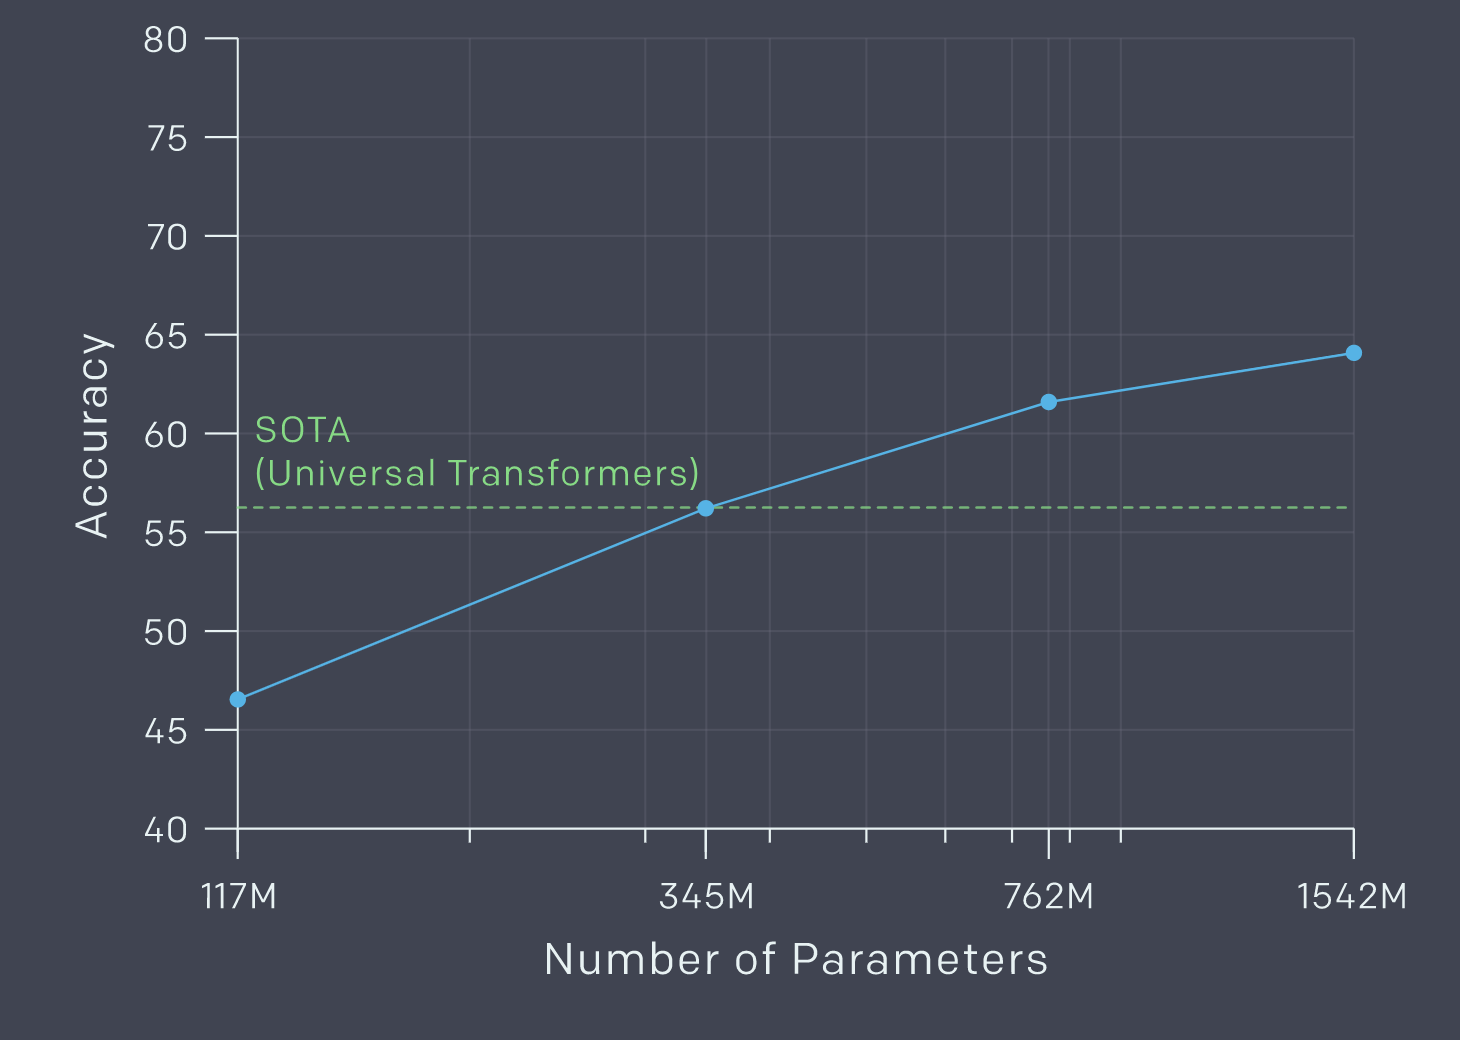 80
75
70
65
60
55
50
45
40
Accuracy
SOTA
(Universal Transformers)
117M 345M 762M 1542M
Number of Parameters